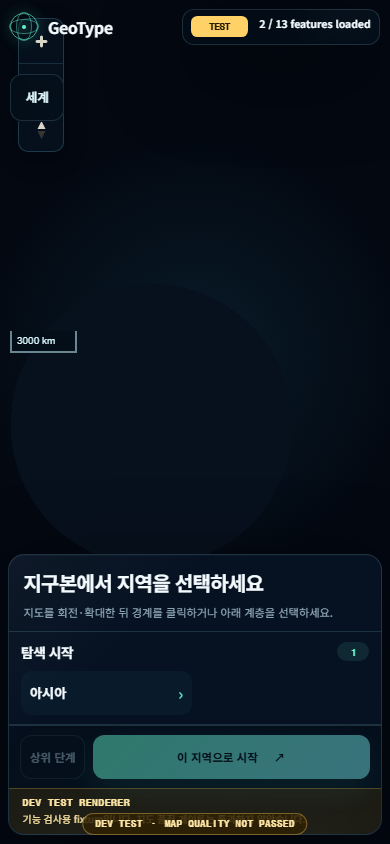 GeoType
TEST 2 / 13 features loaded
세계
3000 km
지구본에서 지역을 선택하세요
지도를 회전·확대한 뒤 경계를 클릭하거나 아래 계층을 선택하세요.
탐색 시작 1
아시아 ›
상위 단계 이 지역으로 시작 ↗
DEV TEST RENDERER
기능 검사용
DEV TEST · MAP QUALITY NOT PASSED